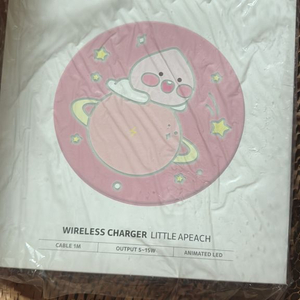 WIRELESS CHARGER LITTLE APEACH
CABLE 1M OUTPUT 5~15W ANIMATED LED